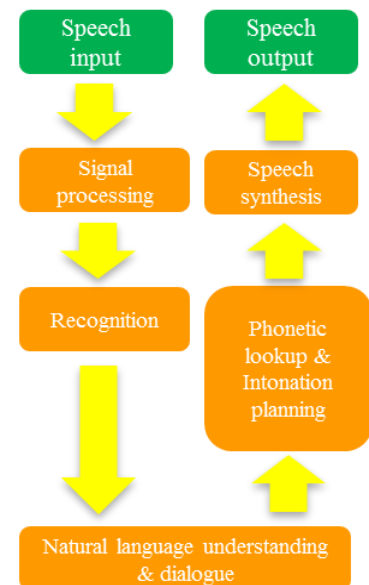 Speech
input
Speech
output
Signal
processing
Speech
synthesis
Recognition
Phonetic
lookup &
Intonation
planning
Natural language understanding
& dialogue